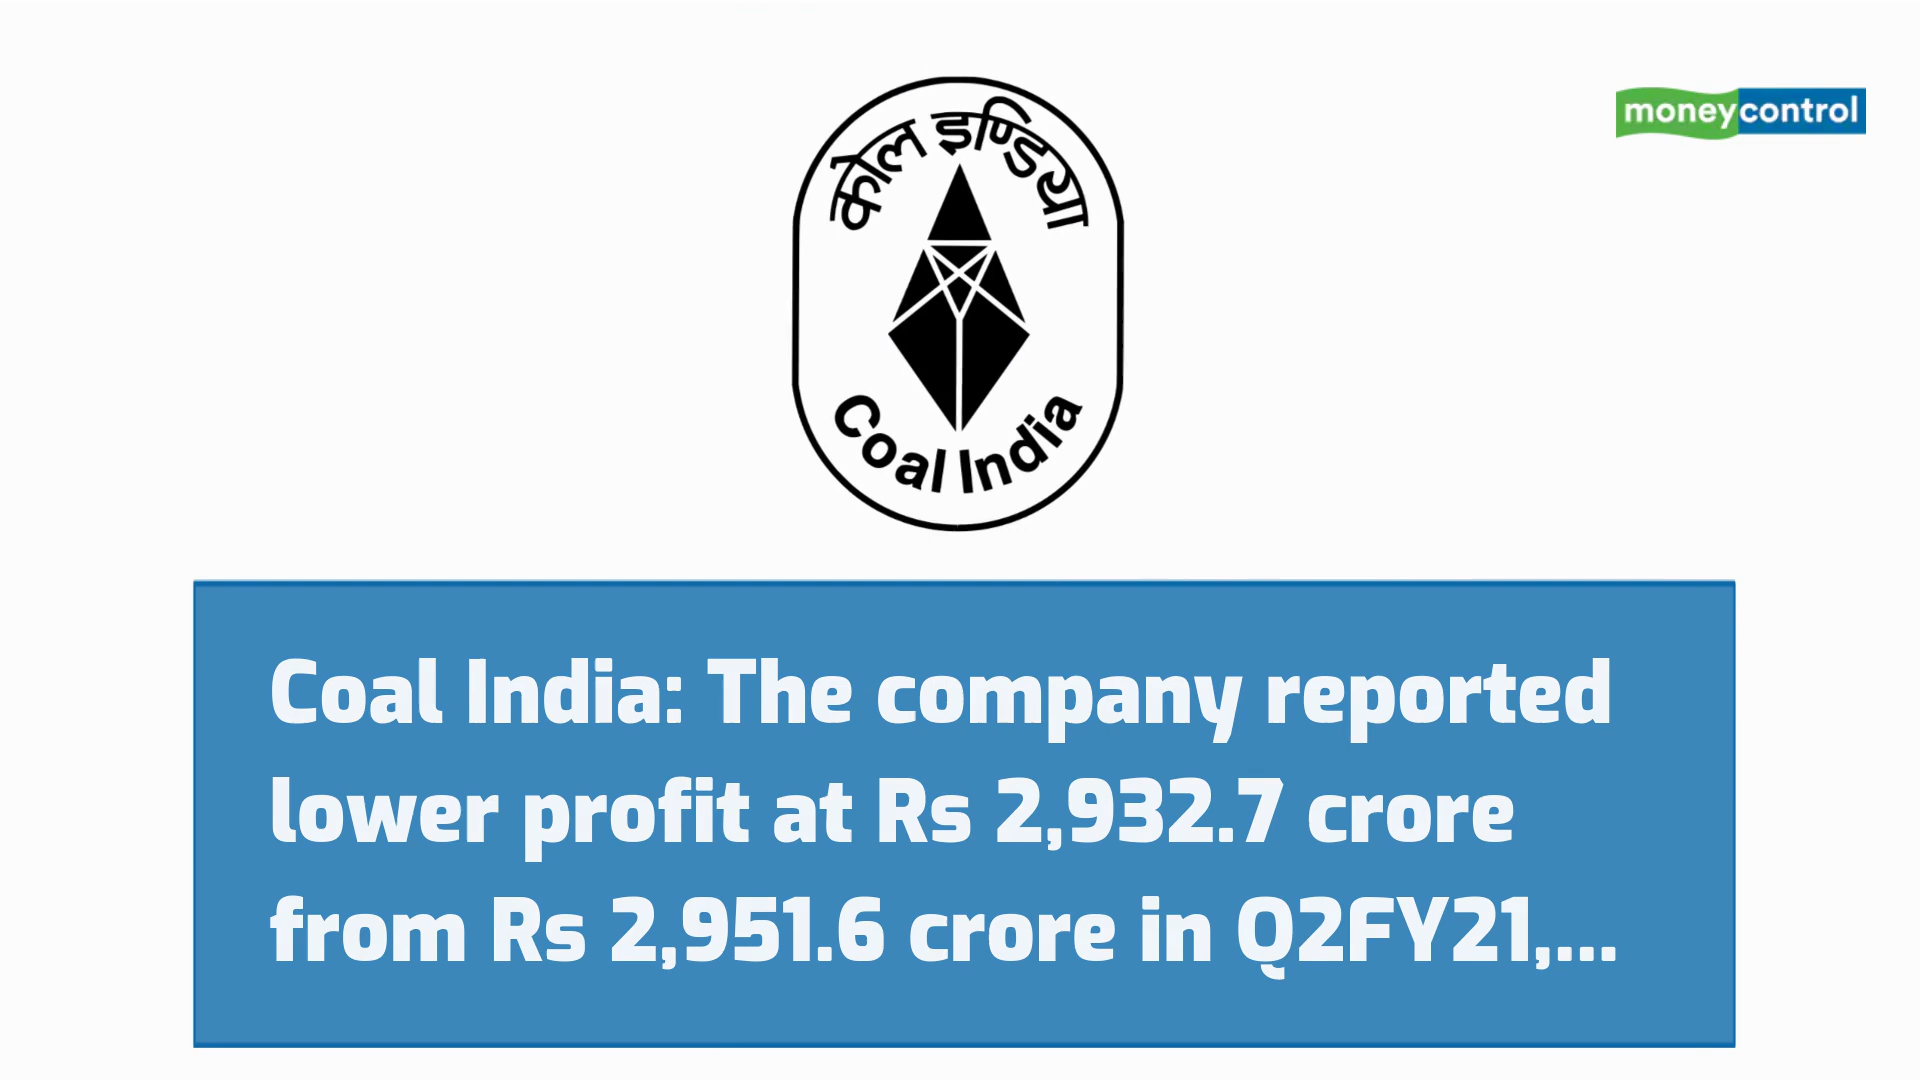 कोल इण्डिया
moneycontrol
Coal India
Coal India: The company reported
lower profit at Rs 2,932.7 crore
from Rs 2,951.6 crore in Q2FY21,...